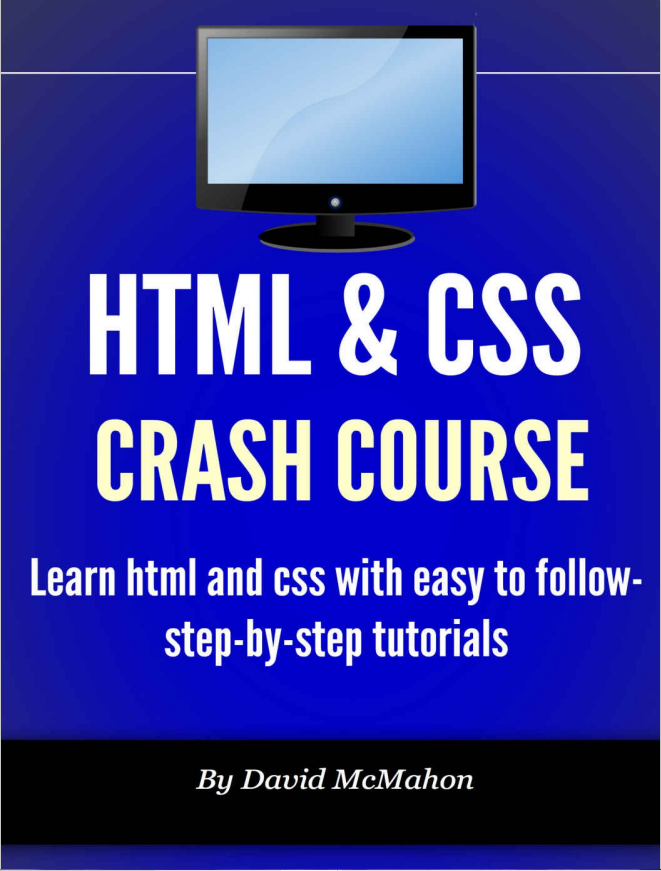 HTML & CSS
CRASH COURSE
Learn html and css with easy to follow-
step-by-step tutorials
By David McMahon